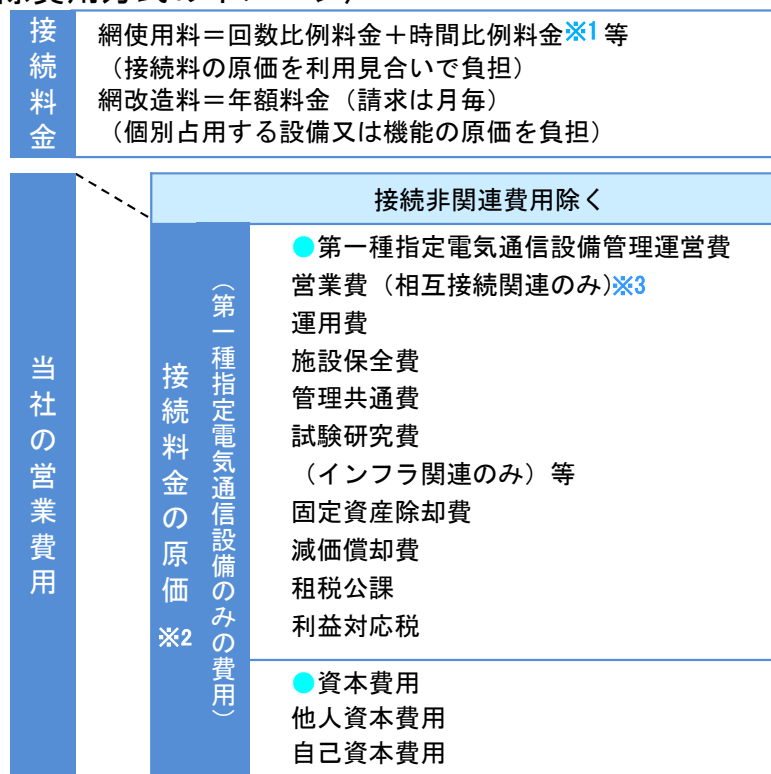 接続料金
網使用料＝回数比例料金＋時間比例料金※1 等
（接続料の原価を利用見合いで負担）
網改造料＝年額料金（請求は月毎）
（個別占用する設備又は機能の原価を負担）
当社の営業費用
接続非関連費用除く
接続料金の原価※2
（第一種指定電気通信設備のみの費用）
●第一種指定電気通信設備管理運営費
営業費（相互接続関連のみ）※3
運用費
施設保全費
管理共通費
試験研究費
（インフラ関連のみ）等
固定資産除却費
減価償却費
租税公課
利益対応税
●資本費用
他人資本費用
自己資本費用